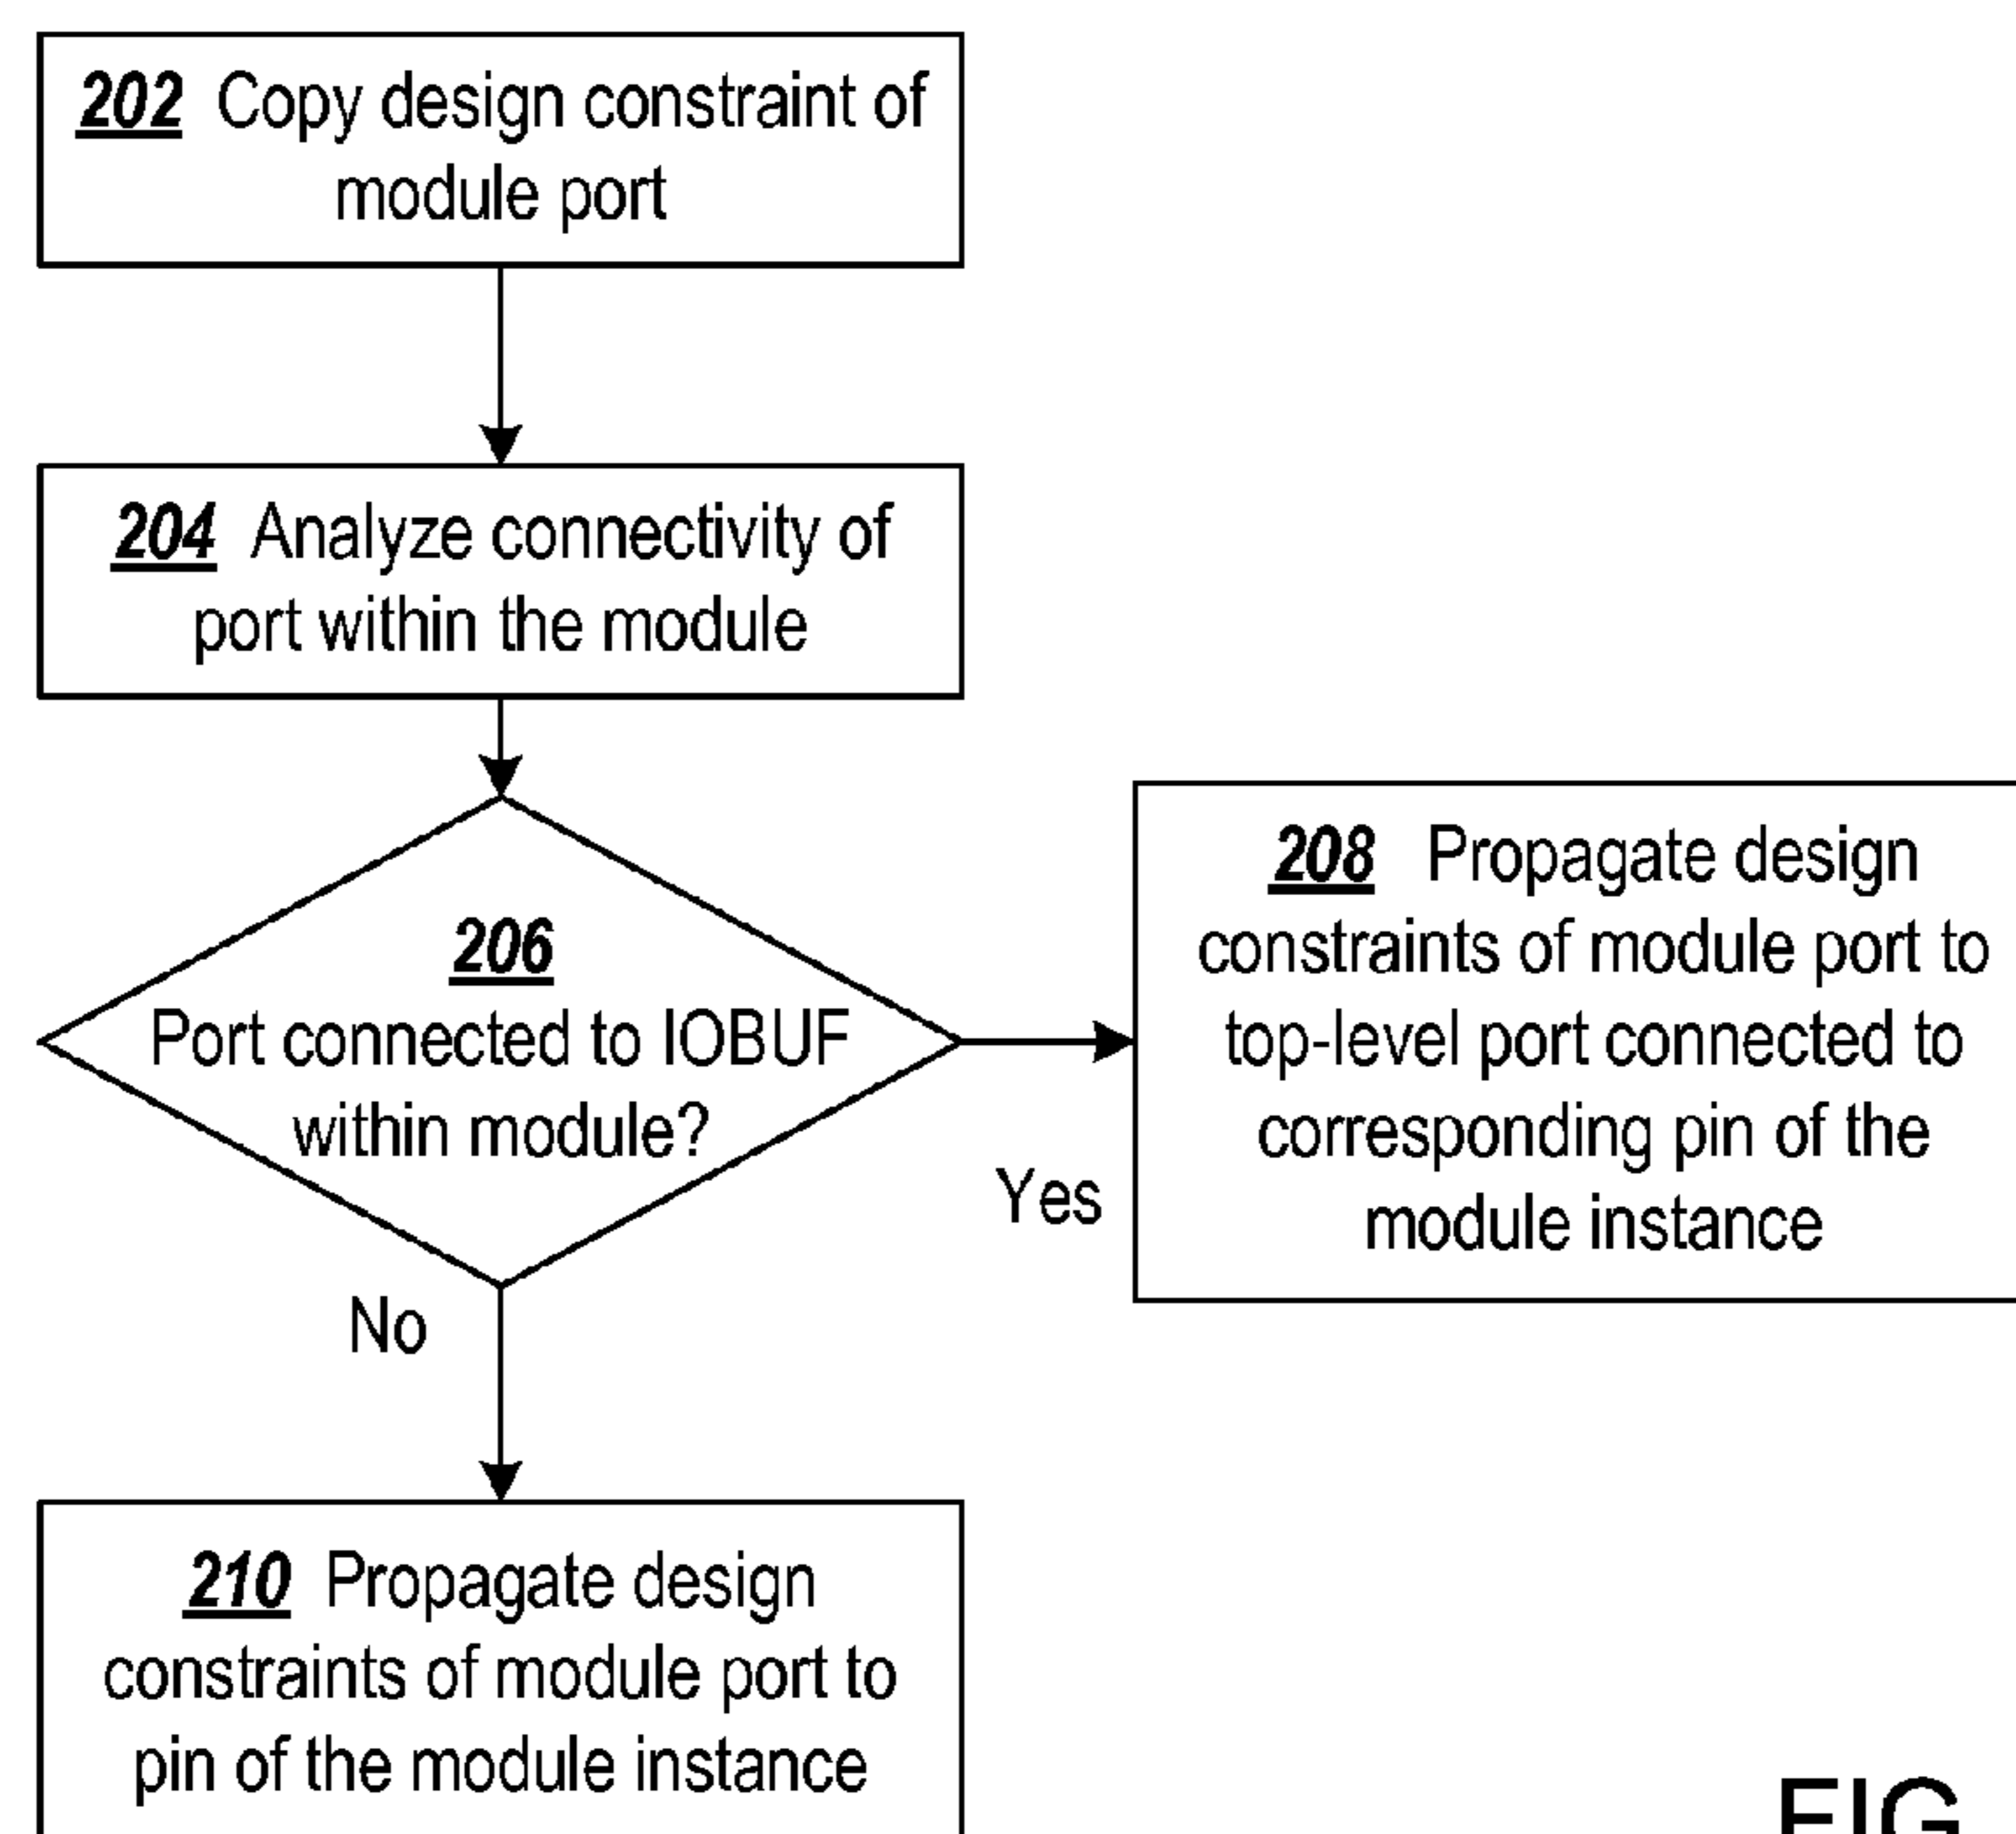 202 Copy design constraint of
module port
204 Analyze connectivity of
port within the module
206
Port connected to IOBUF
within module?
Yes
No
208 Propagate design
constraints of module port to
top-level port connected to
corresponding pin of the
module instance
210 Propagate design
constraints of module port to
pin of the module instance
FIG